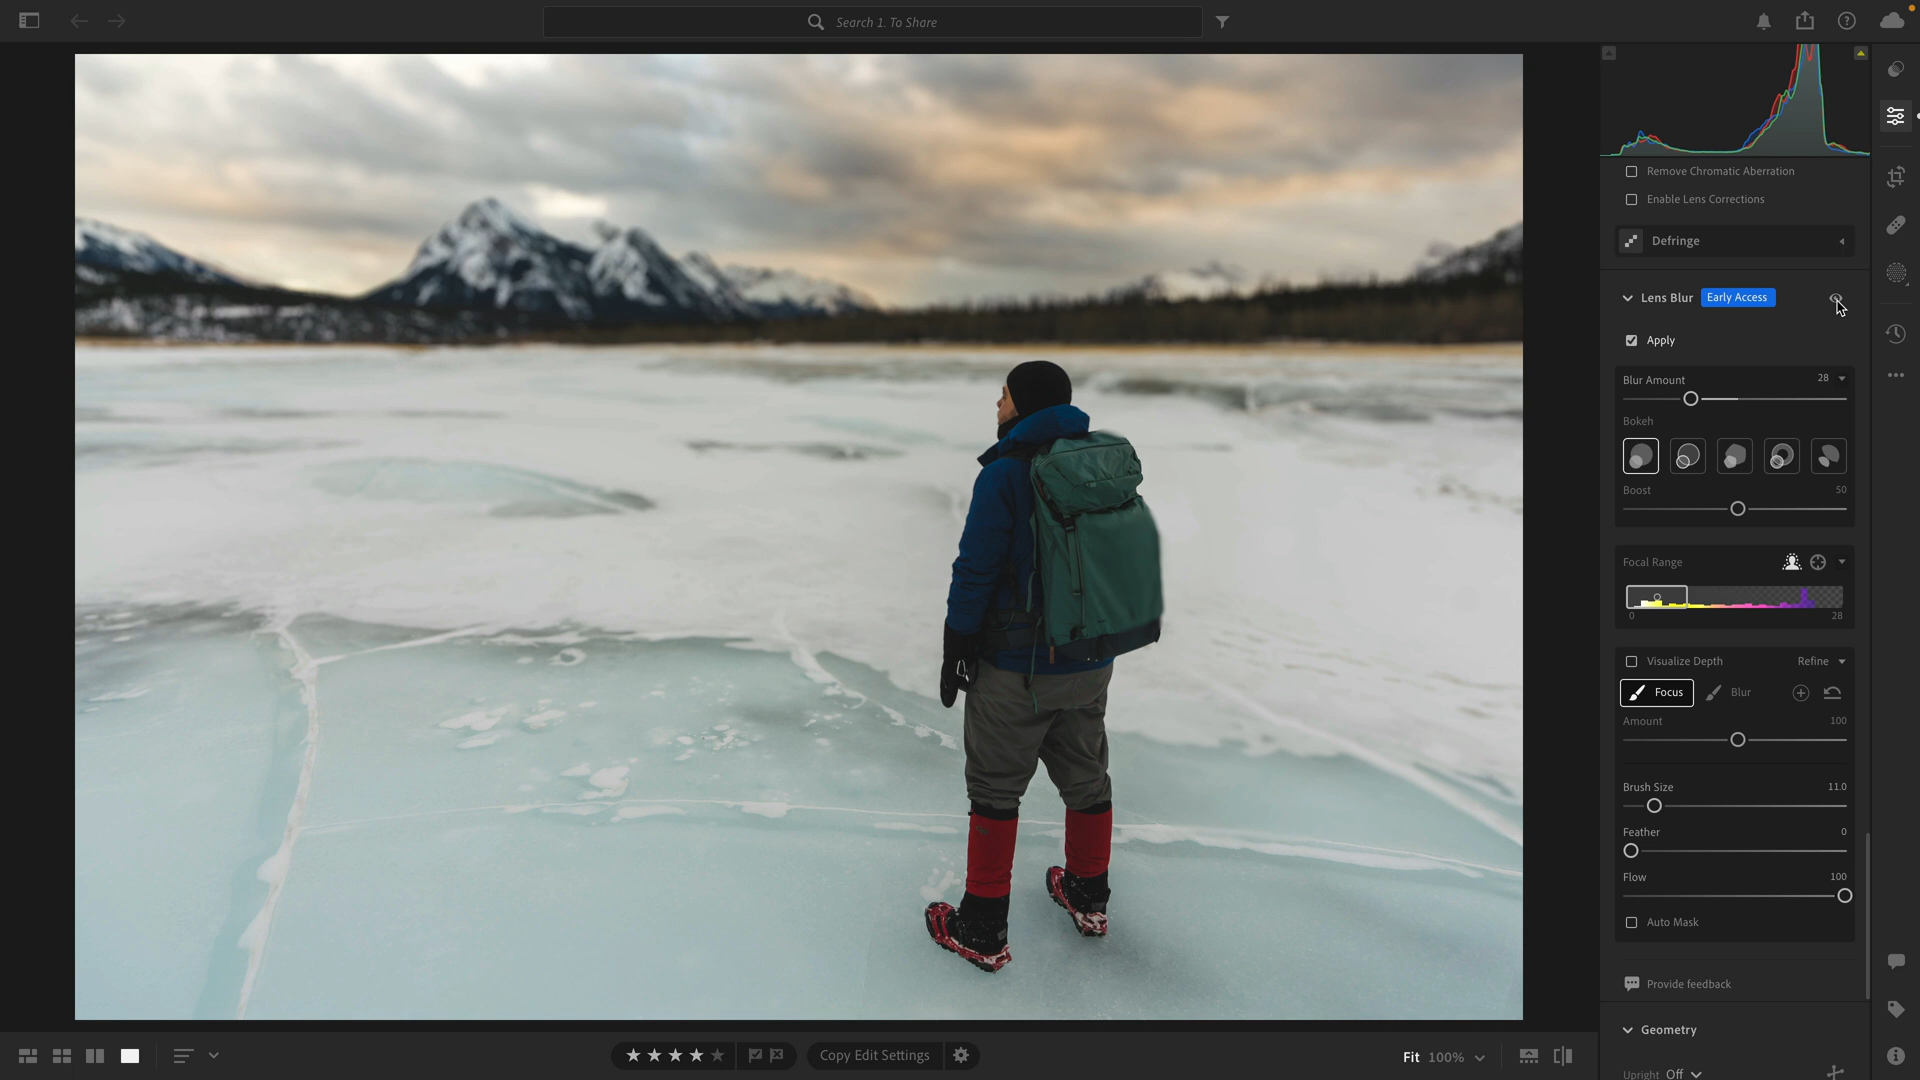 Search 1. To Share
Remove Chromatic Aberration
Enable Lens Corrections
Defringe
Lens Blur Early Access
Apply
Blur Amount 28
Bokeh
Boost 50
Focal Range
0 28
Visualize Depth Refine
Focus Blur
Amount 100
Brush Size 11.0
Feather 0
Flow 100
Auto Mask
Provide feedback
Geometry
Upright Off
Copy Edit Settings
Fit 100%